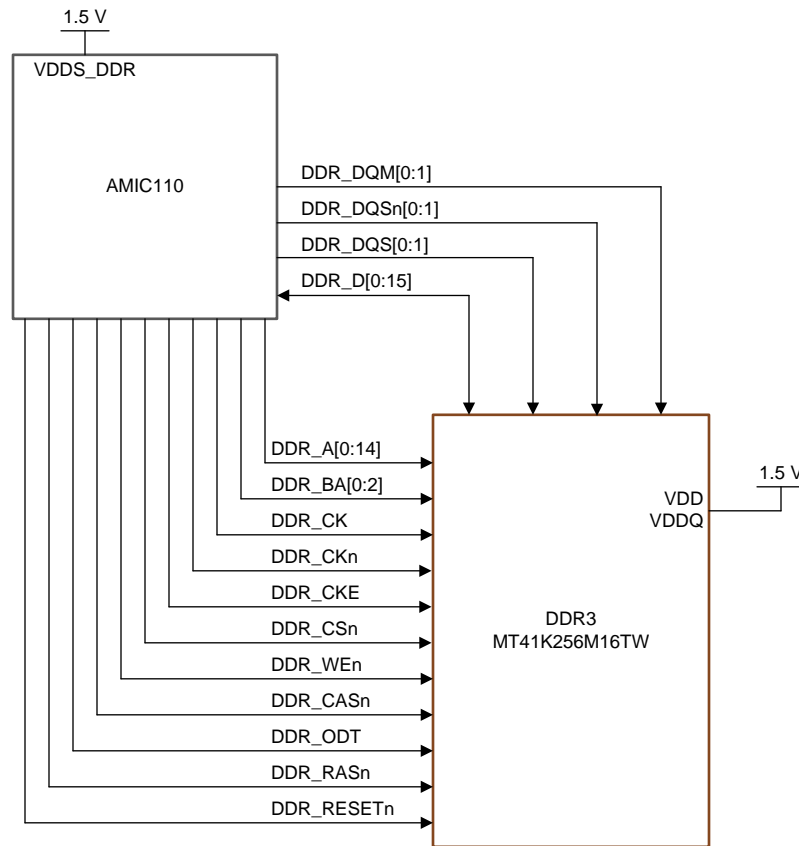 1.5 V
VDDS_DDR
AMIC110
DDR_DQM[0:1]
DDR_DQSn[0:1]
DDR_DQS[0:1]
DDR_D[0:15]
DDR_A[0:14]
DDR_BA[0:2]
DDR_CK
DDR_CKn
DDR_CKE
DDR_CSn
DDR_WEn
DDR_CASn
DDR_ODT
DDR_RASn
DDR_RESETn
1.5 V
VDD
VDDQ
DDR3
MT41K256M16TW